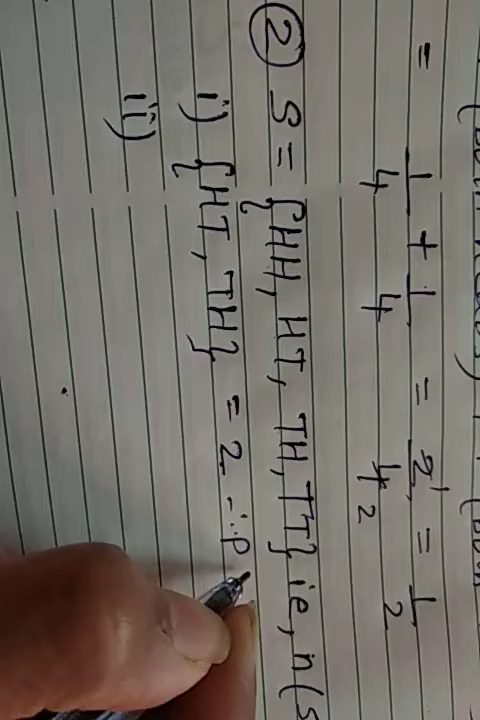 = 1/4 + 1/4 = 2/4 = 1/2
② S = {HH, HT, TH, TT} ie, n(S
i) {HT, TH} = 2 ∴ P
ii)